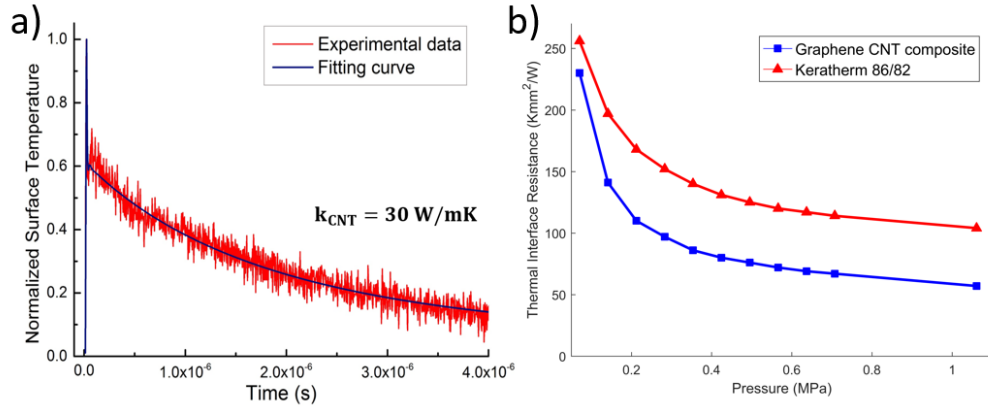 a)
Experimental data
Fitting curve
k_CNT = 30 W/mK
Normalized Surface Temperature
1.0
0.8
0.6
0.4
0.2
0.0
0.0
1.0x10⁻⁶
2.0x10⁻⁶
3.0x10⁻⁶
4.0x10⁻⁶
Time (s)
b)
Graphene CNT composite
Keratherm 86/82
Thermal Interface Resistance (Kmm²/W)
250
200
150
100
50
0
0.2
0.4
0.6
0.8
1
Pressure (MPa)